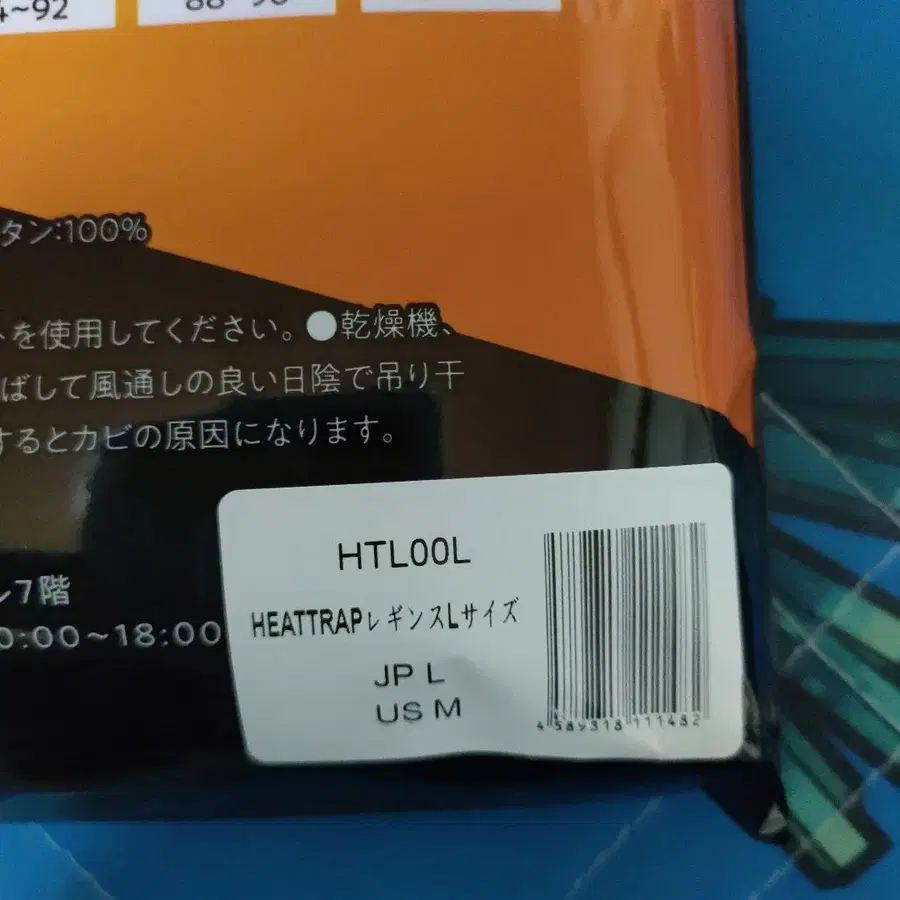 ~92
タン:100%
を使用してください。●乾燥機、
ばして風通しの良い日陰で吊り干
するとカビの原因になります。
7階
0:00~18:00
HTL00L
HEATTRAPレギンスLサイズ
JP L
US M
4 589318 111482